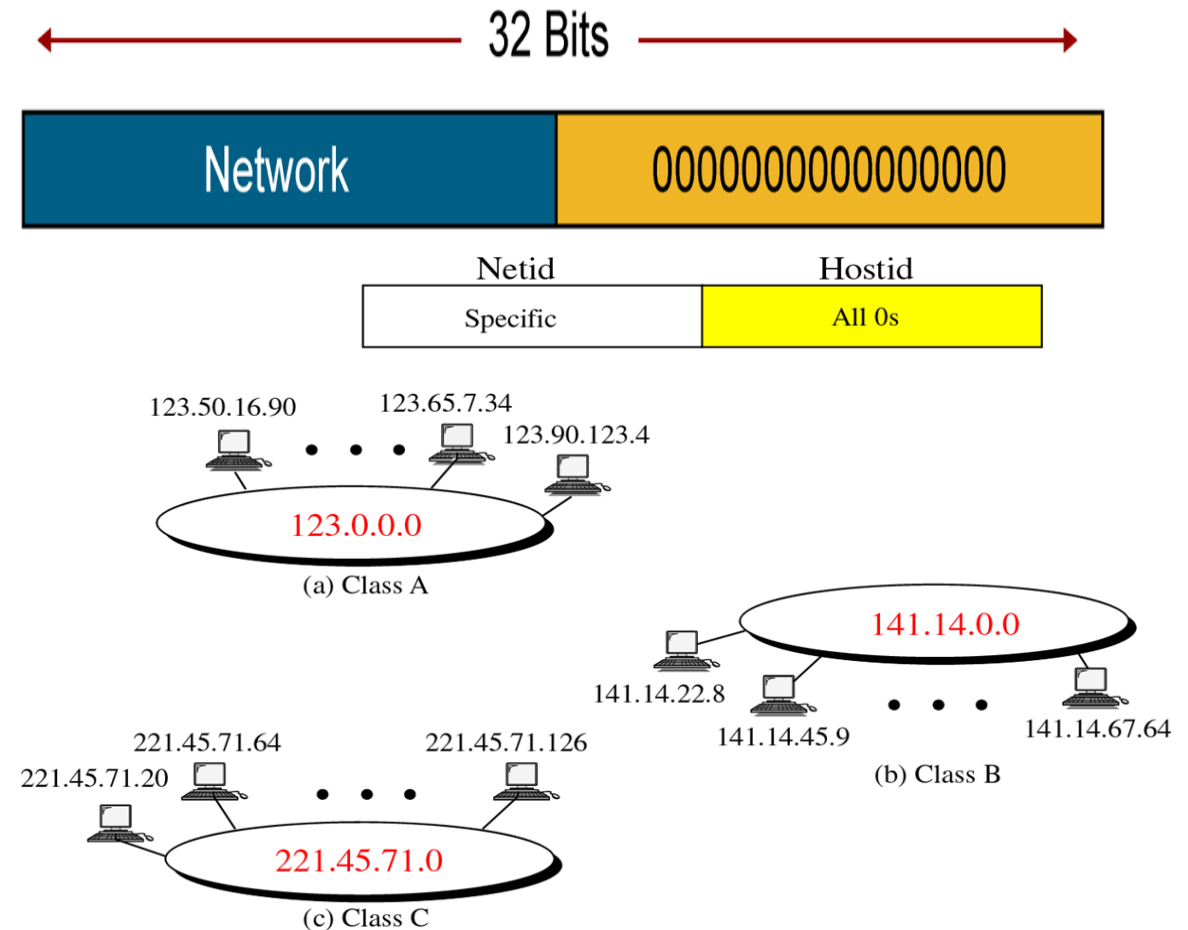 32 Bits
Network 0000000000000000
Netid Hostid
Specific All 0s
123.50.16.90 123.65.7.34
123.90.123.4
123.0.0.0
(a) Class A
141.14.0.0
141.14.22.8
141.14.45.9 141.14.67.64
(b) Class B
221.45.71.64 221.45.71.126
221.45.71.20
221.45.71.0
(c) Class C